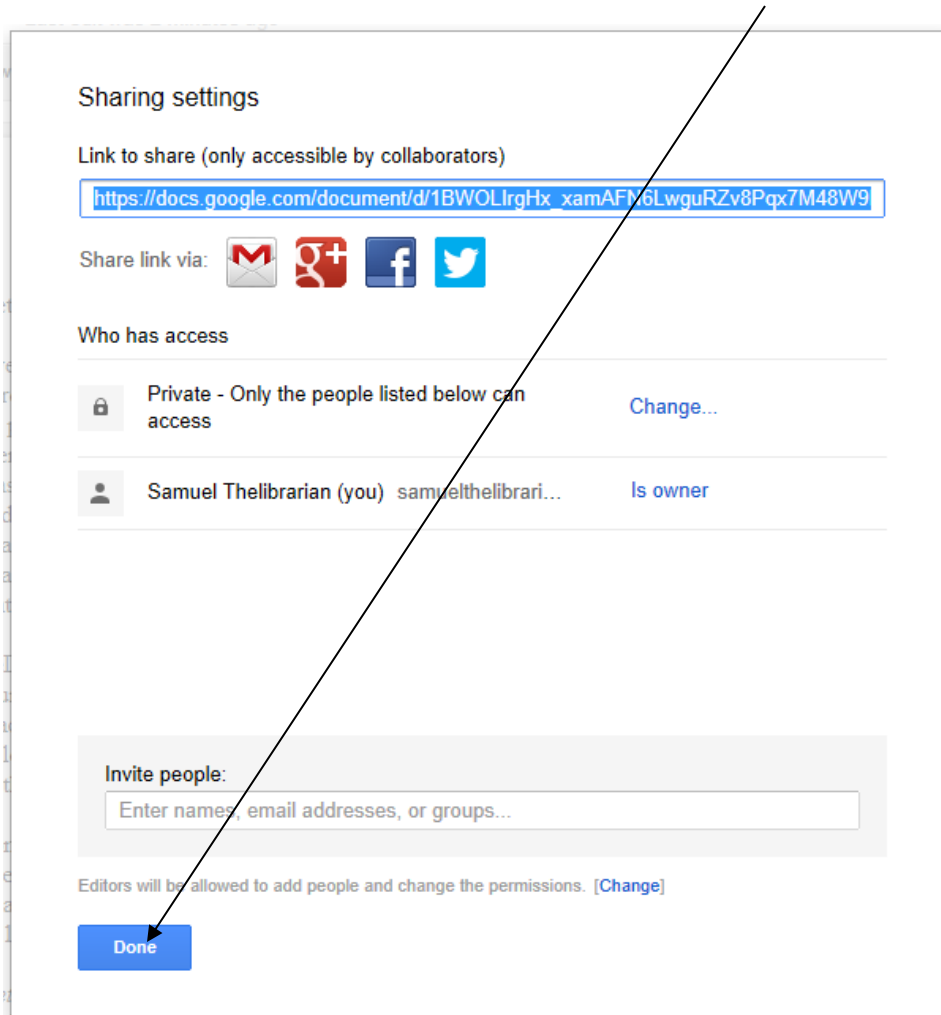 Sharing settings
Link to share (only accessible by collaborators)
https://docs.google.com/document/d/1BWOLIrgHx_xamAFN6LwguRZv8Pqx7M48W9
Share link via:
Who has access
Private - Only the people listed below can
access
Change...
Samuel Thelibrarian (you) samuelthelibrari... Is owner
Invite people:
Enter names, email addresses, or groups...
Editors will be allowed to add people and change the permissions. [Change]
Done